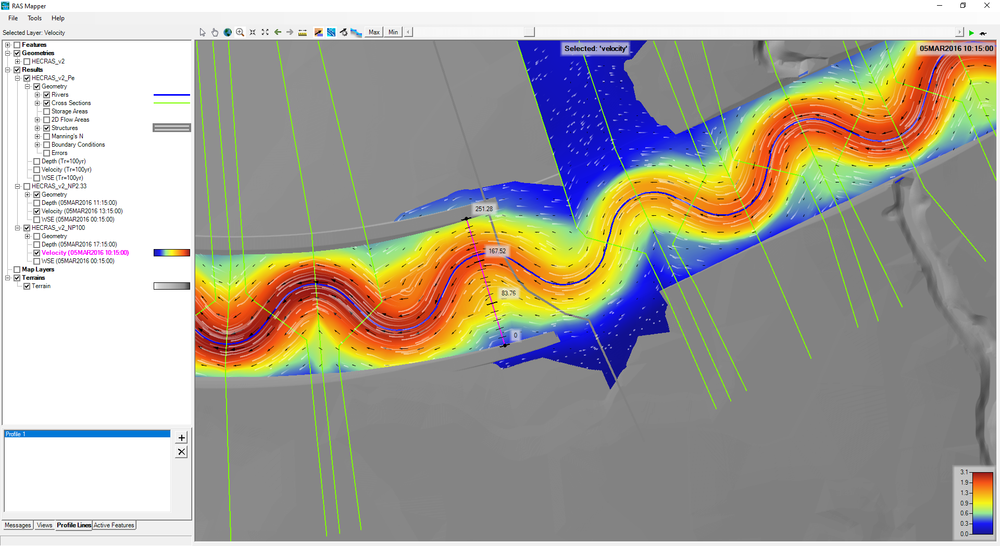 RAS Mapper
File Tools Help
Selected Layer: Velocity
Max Min
Features
Geometries
HECRAS_v2
Results
HECRAS_v2_Pe
Geometry
Rivers
Cross Sections
Storage Areas
2D Flow Areas
Structures
Manning's N
Boundary Conditions
Errors
Depth (Tr=100yr)
Velocity (Tr=100yr)
WSE (Tr=100yr)
HECRAS_v2_NP2.33
Geometry
Depth (05MAR2016 11:15:00)
Velocity (05MAR2016 13:15:00)
WSE (05MAR2016 00:15:00)
HECRAS_v2_NP100
Geometry
Depth (05MAR2016 17:15:00)
Velocity (05MAR2016 10:15:00)
WSE (05MAR2016 00:15:00)
Map Layers
Terrains
Terrain
Profile 1
Messages Views Profile Lines Active Features
Selected: 'velocity'
05MAR2016 10:15:00
251.28
167.52
83.76
0
3.1
1.9
1.3
0.9
0.6
0.3
0.0